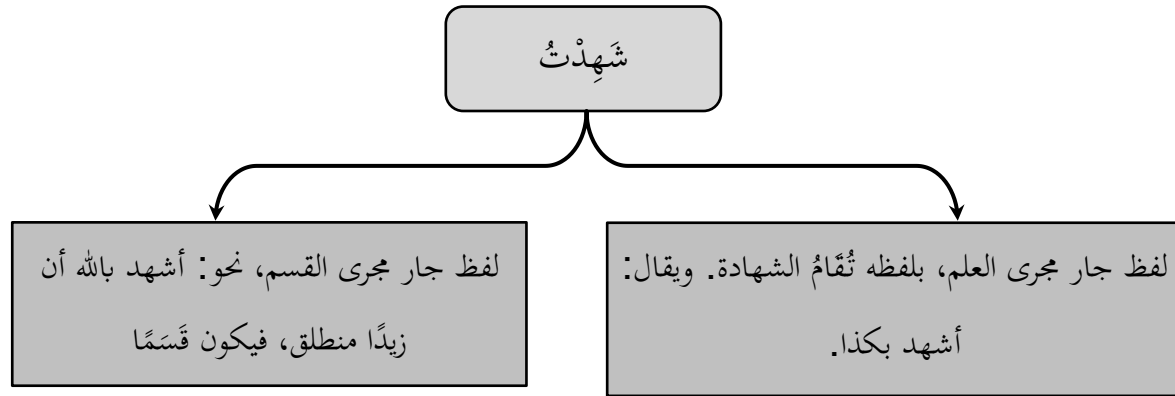 شَهِدْتُ
لفظ جار مجرى العلم، بلفظه تُقَامُ الشهادة. ويقال:
أشهد بكذا.
لفظ جار مجرى القسم، نحو: أشهد بالله أن
زيدًا منطلق، فيكون قَسَمًا